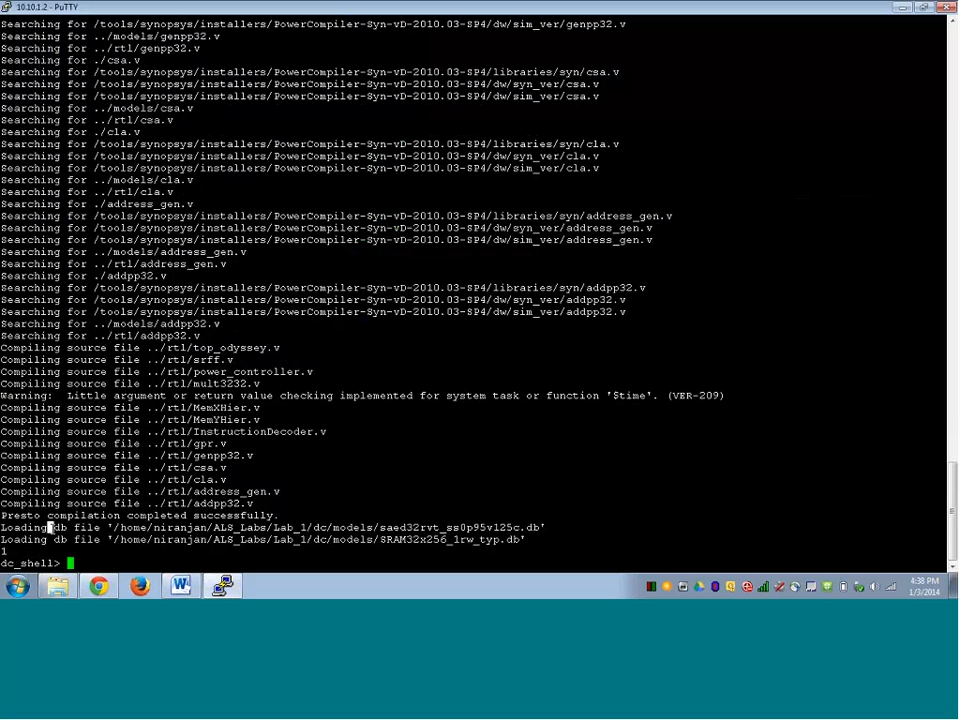 10.10.1.2 - PuTTY
Searching for /tools/synopsys/installers/PowerCompiler-Syn-vD-2010.03-SP4/dw/sim_ver/genpp32.v
Searching for ../models/genpp32.v
Searching for ../rtl/genpp32.v
Searching for ./csa.v
Searching for /tools/synopsys/installers/PowerCompiler-Syn-vD-2010.03-SP4/libraries/syn/csa.v
Searching for /tools/synopsys/installers/PowerCompiler-Syn-vD-2010.03-SP4/dw/syn_ver/csa.v
Searching for /tools/synopsys/installers/PowerCompiler-Syn-vD-2010.03-SP4/dw/sim_ver/csa.v
Searching for ../models/csa.v
Searching for ../rtl/csa.v
Searching for ./cla.v
Searching for /tools/synopsys/installers/PowerCompiler-Syn-vD-2010.03-SP4/libraries/syn/cla.v
Searching for /tools/synopsys/installers/PowerCompiler-Syn-vD-2010.03-SP4/dw/syn_ver/cla.v
Searching for /tools/synopsys/installers/PowerCompiler-Syn-vD-2010.03-SP4/dw/sim_ver/cla.v
Searching for ../models/cla.v
Searching for ../rtl/cla.v
Searching for ./address_gen.v
Searching for /tools/synopsys/installers/PowerCompiler-Syn-vD-2010.03-SP4/libraries/syn/address_gen.v
Searching for /tools/synopsys/installers/PowerCompiler-Syn-vD-2010.03-SP4/dw/syn_ver/address_gen.v
Searching for /tools/synopsys/installers/PowerCompiler-Syn-vD-2010.03-SP4/dw/sim_ver/address_gen.v
Searching for ../models/address_gen.v
Searching for ../rtl/address_gen.v
Searching for ./addpp32.v
Searching for /tools/synopsys/installers/PowerCompiler-Syn-vD-2010.03-SP4/libraries/syn/addpp32.v
Searching for /tools/synopsys/installers/PowerCompiler-Syn-vD-2010.03-SP4/dw/syn_ver/addpp32.v
Searching for /tools/synopsys/installers/PowerCompiler-Syn-vD-2010.03-SP4/dw/sim_ver/addpp32.v
Searching for ../models/addpp32.v
Searching for ../rtl/addpp32.v
Compiling source file ../rtl/top_odyssey.v
Compiling source file ../rtl/srff.v
Compiling source file ../rtl/power_controller.v
Compiling source file ../rtl/mult3232.v
Warning:  Little argument or return value checking implemented for system task or function '$time'. (VER-209)
Compiling source file ../rtl/MemXHier.v
Compiling source file ../rtl/MemYHier.v
Compiling source file ../rtl/InstructionDecoder.v
Compiling source file ../rtl/gpr.v
Compiling source file ../rtl/genpp32.v
Compiling source file ../rtl/csa.v
Compiling source file ../rtl/cla.v
Compiling source file ../rtl/address_gen.v
Compiling source file ../rtl/addpp32.v
Presto compilation completed successfully.
Loading db file '/home/niranjan/ALS_Labs/Lab_1/dc/models/saed32rvt_ss0p95v125c.db'
Loading db file '/home/niranjan/ALS_Labs/Lab_1/dc/models/SRAM32x256_1rw_typ.db'
1
dc_shell>
4:38 PM
1/3/2014